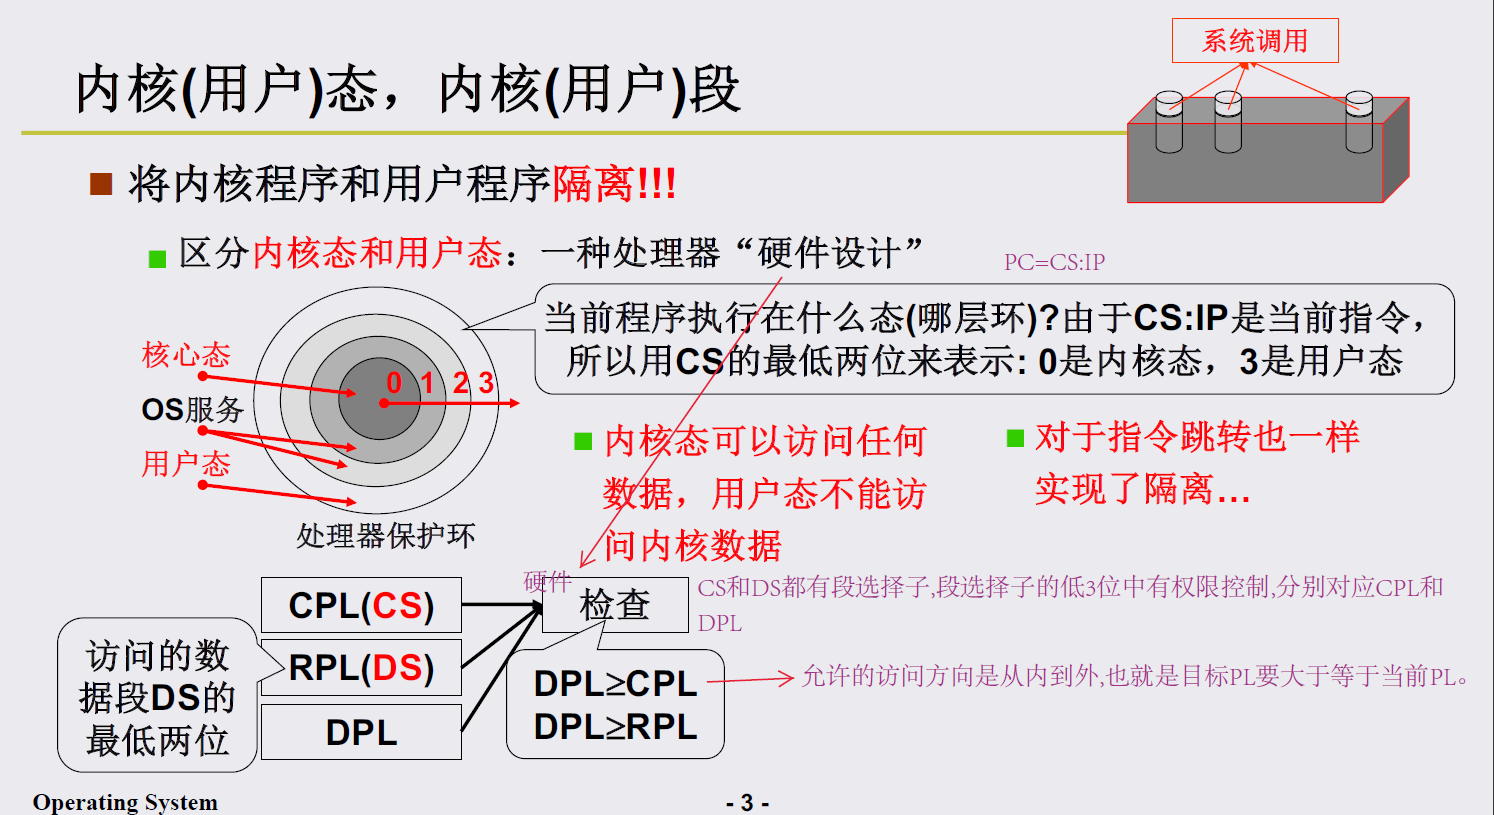 系统调用
内核(用户)态，内核(用户)段
将内核程序和用户程序隔离!!!
区分内核态和用户态：一种处理器“硬件设计”
PC=CS:IP
当前程序执行在什么态(哪层环)?由于CS:IP是当前指令，
所以用CS的最低两位来表示: 0是内核态，3是用户态
核心态
OS服务
用户态
0 1 2 3
处理器保护环
内核态可以访问任何
数据，用户态不能访
问内核数据
对于指令跳转也一样
实现了隔离…
硬件
CPL(CS)
RPL(DS)
DPL
检查
CS和DS都有段选择子,段选择子的低3位中有权限控制,分别对应CPL和
DPL
访问的数
据段DS的
最低两位
DPL≥CPL
DPL≥RPL
允许的访问方向是从内到外,也就是目标PL要大于等于当前PL。
Operating System
- 3 -